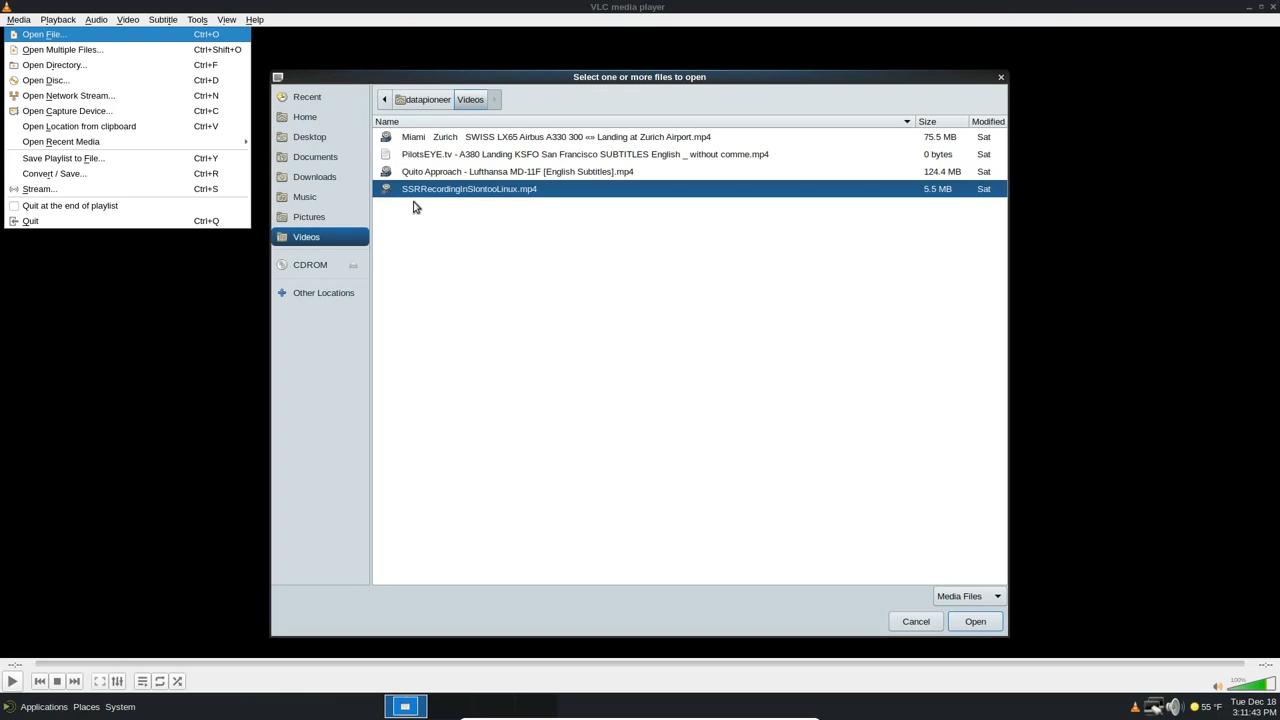 VLC media player
Media Playback Audio Video Subtitle Tools View Help
Open File... Ctrl+O
Open Multiple Files... Ctrl+Shift+O
Open Directory... Ctrl+F
Open Disc... Ctrl+D
Open Network Stream... Ctrl+N
Open Capture Device... Ctrl+C
Open Location from clipboard Ctrl+V
Open Recent Media
Save Playlist to File... Ctrl+Y
Convert / Save... Ctrl+R
Stream... Ctrl+S
Quit at the end of playlist
Quit Ctrl+Q
Select one or more files to open
Recent
Home
Desktop
Documents
Downloads
Music
Pictures
Videos
CDROM
Other Locations
datapioneer Videos
Name Size Modified
Miami Zurich SWISS LX65 Airbus A330 300 «» Landing at Zurich Airport.mp4 75.5 MB Sat
PilotsEYE.tv - A380 Landing KSFO San Francisco SUBTITLES English _ without comme.mp4 0 bytes Sat
Quito Approach - Lufthansa MD-11F [English Subtitles].mp4 124.4 MB Sat
SSRRecordingInSlontooLinux.mp4 5.5 MB Sat
Media Files
Cancel Open
--:-- --:--
100%
Applications Places System
55 °F
Tue Dec 18
3:11:43 PM